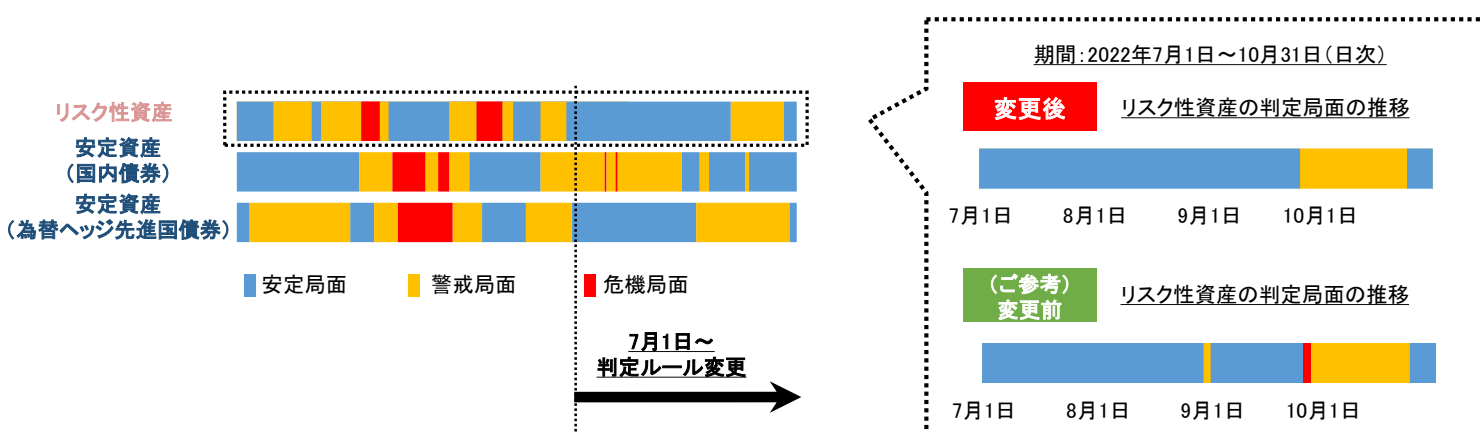 リスク性資産
安定資産
(国内債券)
安定資産
(為替ヘッジ先進国債券)
安定局面
警戒局面
危機局面
7月1日～
判定ルール変更
期間：2022年7月1日～10月31日(日次)
変更後
リスク性資産の判定局面の推移
7月1日 8月1日 9月1日 10月1日
(ご参考)
変更前
リスク性資産の判定局面の推移
7月1日 8月1日 9月1日 10月1日